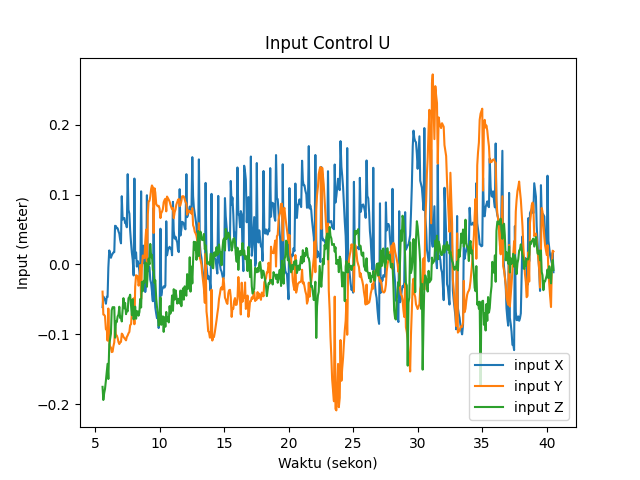 Input Control U
Input (meter)
0.2
0.1
0.0
−0.1
−0.2
5 10 15 20 25 30 35 40
Waktu (sekon)
input X
input Y
input Z